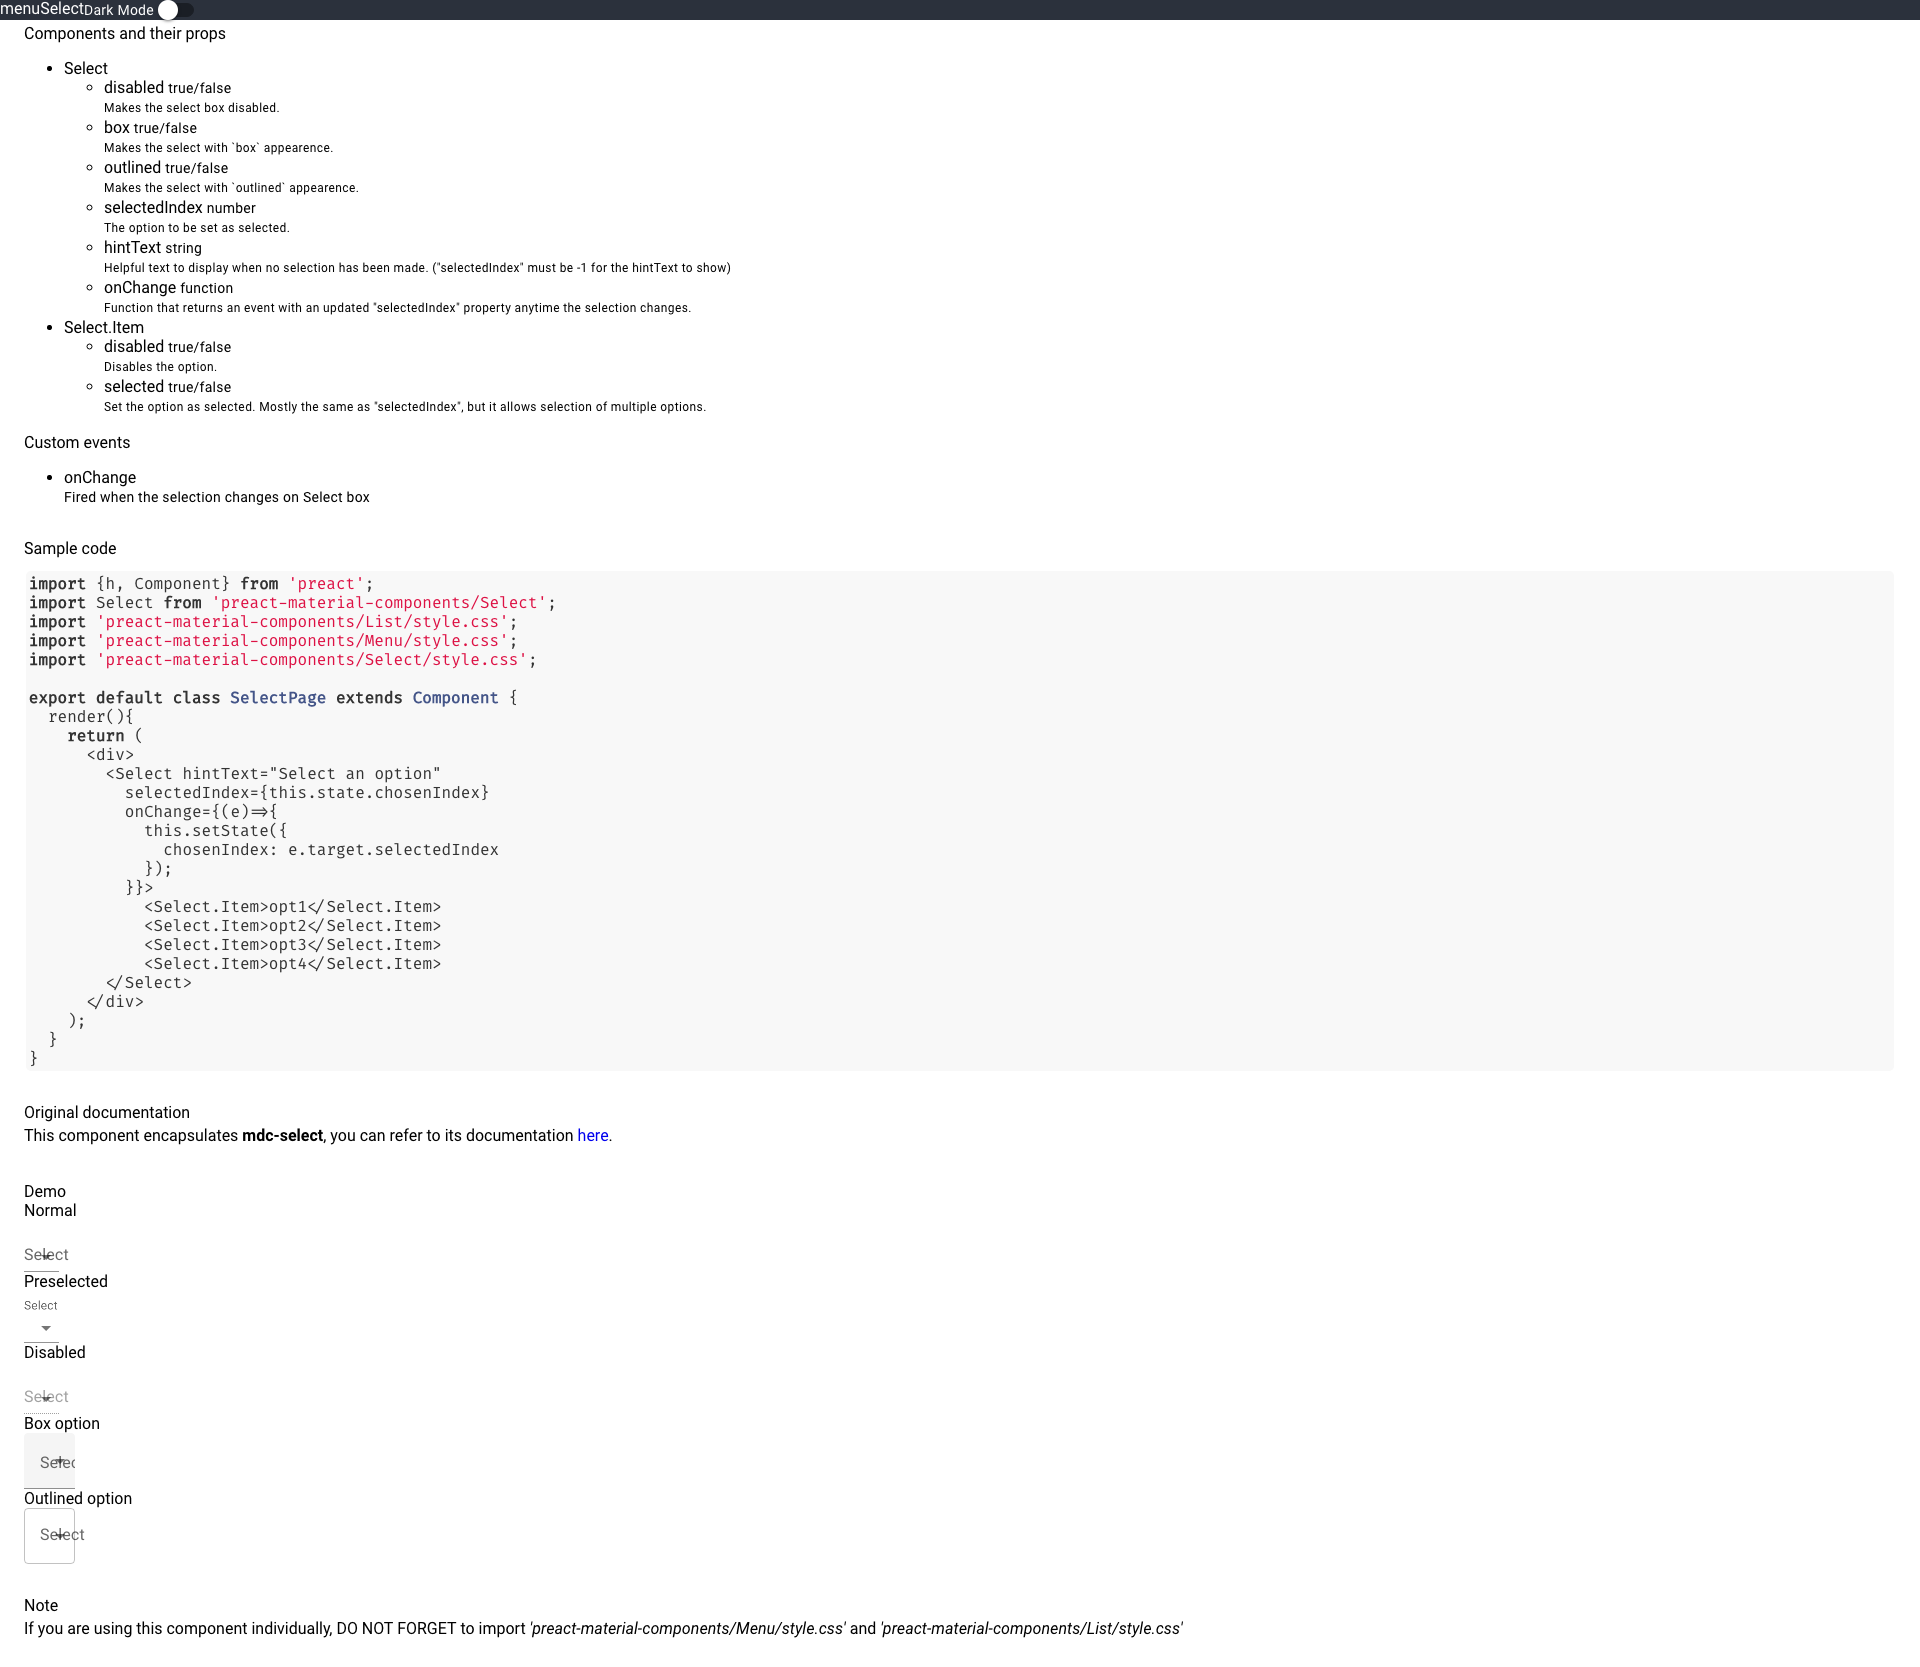 menuSelectDark Mode
Components and their props
Select
disabled true/false
Makes the select box disabled.
box true/false
Makes the select with `box` appearence.
outlined true/false
Makes the select with `outlined` appearence.
selectedIndex number
The option to be set as selected.
hintText string
Helpful text to display when no selection has been made. ("selectedIndex" must be -1 for the hintText to show)
onChange function
Function that returns an event with an updated "selectedIndex" property anytime the selection changes.
Select.Item
disabled true/false
Disables the option.
selected true/false
Set the option as selected. Mostly the same as "selectedIndex", but it allows selection of multiple options.
Custom events
onChange
Fired when the selection changes on Select box
Sample code
import {h, Component} from 'preact';
import Select from 'preact-material-components/Select';
import 'preact-material-components/List/style.css';
import 'preact-material-components/Menu/style.css';
import 'preact-material-components/Select/style.css';
export default class SelectPage extends Component {
  render(){
    return (
      <div>
        <Select hintText="Select an option"
          selectedIndex={this.state.chosenIndex}
          onChange={(e)=>{
            this.setState({
              chosenIndex: e.target.selectedIndex
            });
          }}>
            <Select.Item>opt1</Select.Item>
            <Select.Item>opt2</Select.Item>
            <Select.Item>opt3</Select.Item>
            <Select.Item>opt4</Select.Item>
        </Select>
      </div>
    );
  }
}
Original documentation
This component encapsulates mdc-select, you can refer to its documentation here.
Demo
Normal
Select
Preselected
Select
Disabled
Select
Box option
Selec
Outlined option
Select
Note
If you are using this component individually, DO NOT FORGET to import 'preact-material-components/Menu/style.css' and 'preact-material-components/List/style.css'